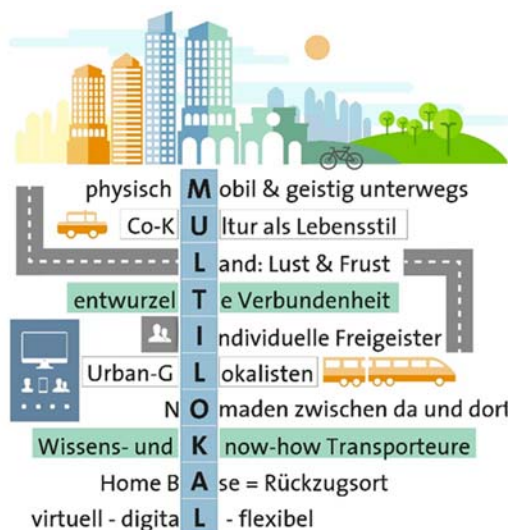 physisch Mobil & geistig unterwegs
Co-KUltur als Lebensstil
Land: Lust & Frust
entwurzelTe Verbundenheit
Individuelle Freigeister
Urban-GLokalisten
NOmaden zwischen da und dort
Wissens- und Know-how Transporteure
Home BAse = Rückzugsort
virtuell - digitaL - flexibel